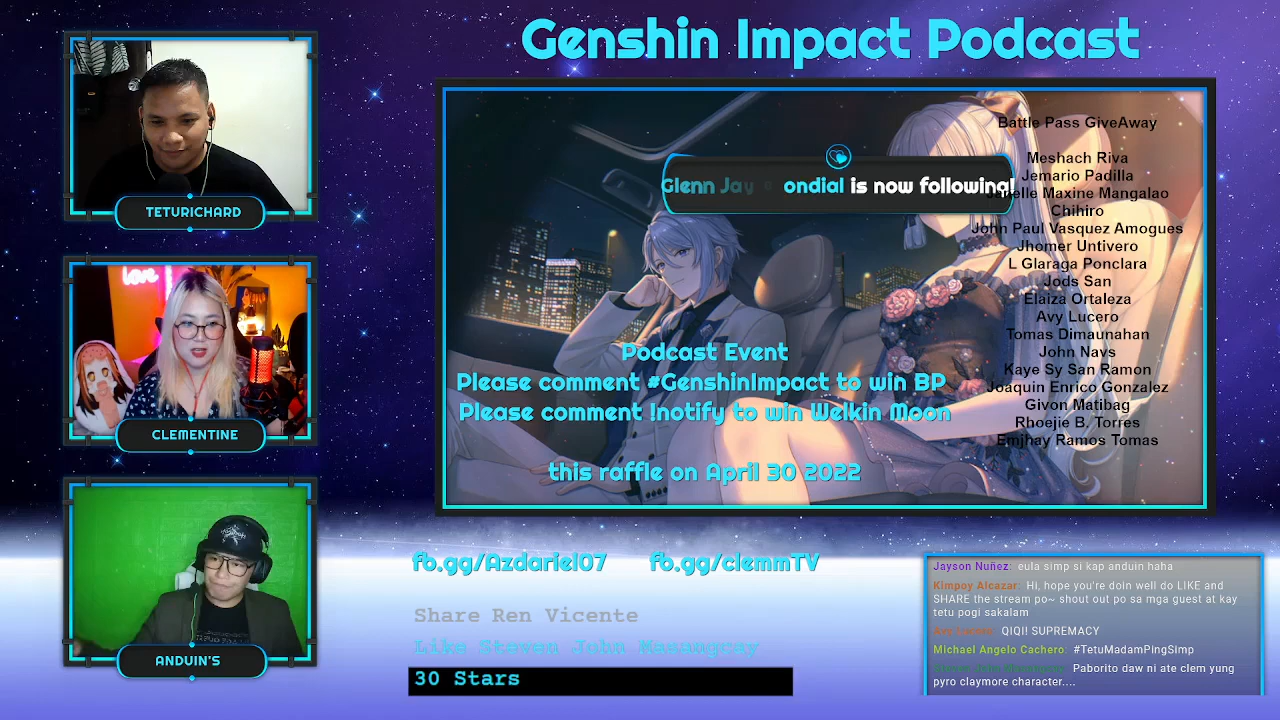 Genshin Impact Podcast
love
TETURICHARD
CLEMENTINE
ANDUIN'S
Glenn Jay ondial is now following!
Battle Pass GiveAway
Meshach Riva
Jemario Padilla
Maxine Mangalao
Chihiro
John Paul Vasquez Amogues
Jhomer Untivero
L Glaraga Ponclara
Jods San
Elaiza Ortaleza
Avy Lucero
Tomas Dimaunahan
John Navs
Kaye Sy San Ramon
Joaquin Enrico Gonzalez
Givon Matibag
Rhoejie B. Torres
Emjhay Ramos Tomas
Podcast Event
Please comment #GenshinImpact to win BP
Please comment !notify to win Welkin Moon
this raffle on April 30 2022
fb.gg/Azdariel07 fb.gg/clemmTV
Share Ren Vicente
Like Steven John Masangcay
30 Stars
Jayson Nuñez: eula simp si kap anduin haha
Kimpoy Alcazar: Hi, hope you're doin well do LIKE and
SHARE the stream po~ shout out po sa mga guest at kay
tetu pogi sakalam
QIQI! SUPREMACY
Michael Angelo Cachero: #TetuMadamPingSimp
Paborito daw ni ate clem yung
pyro claymore character....